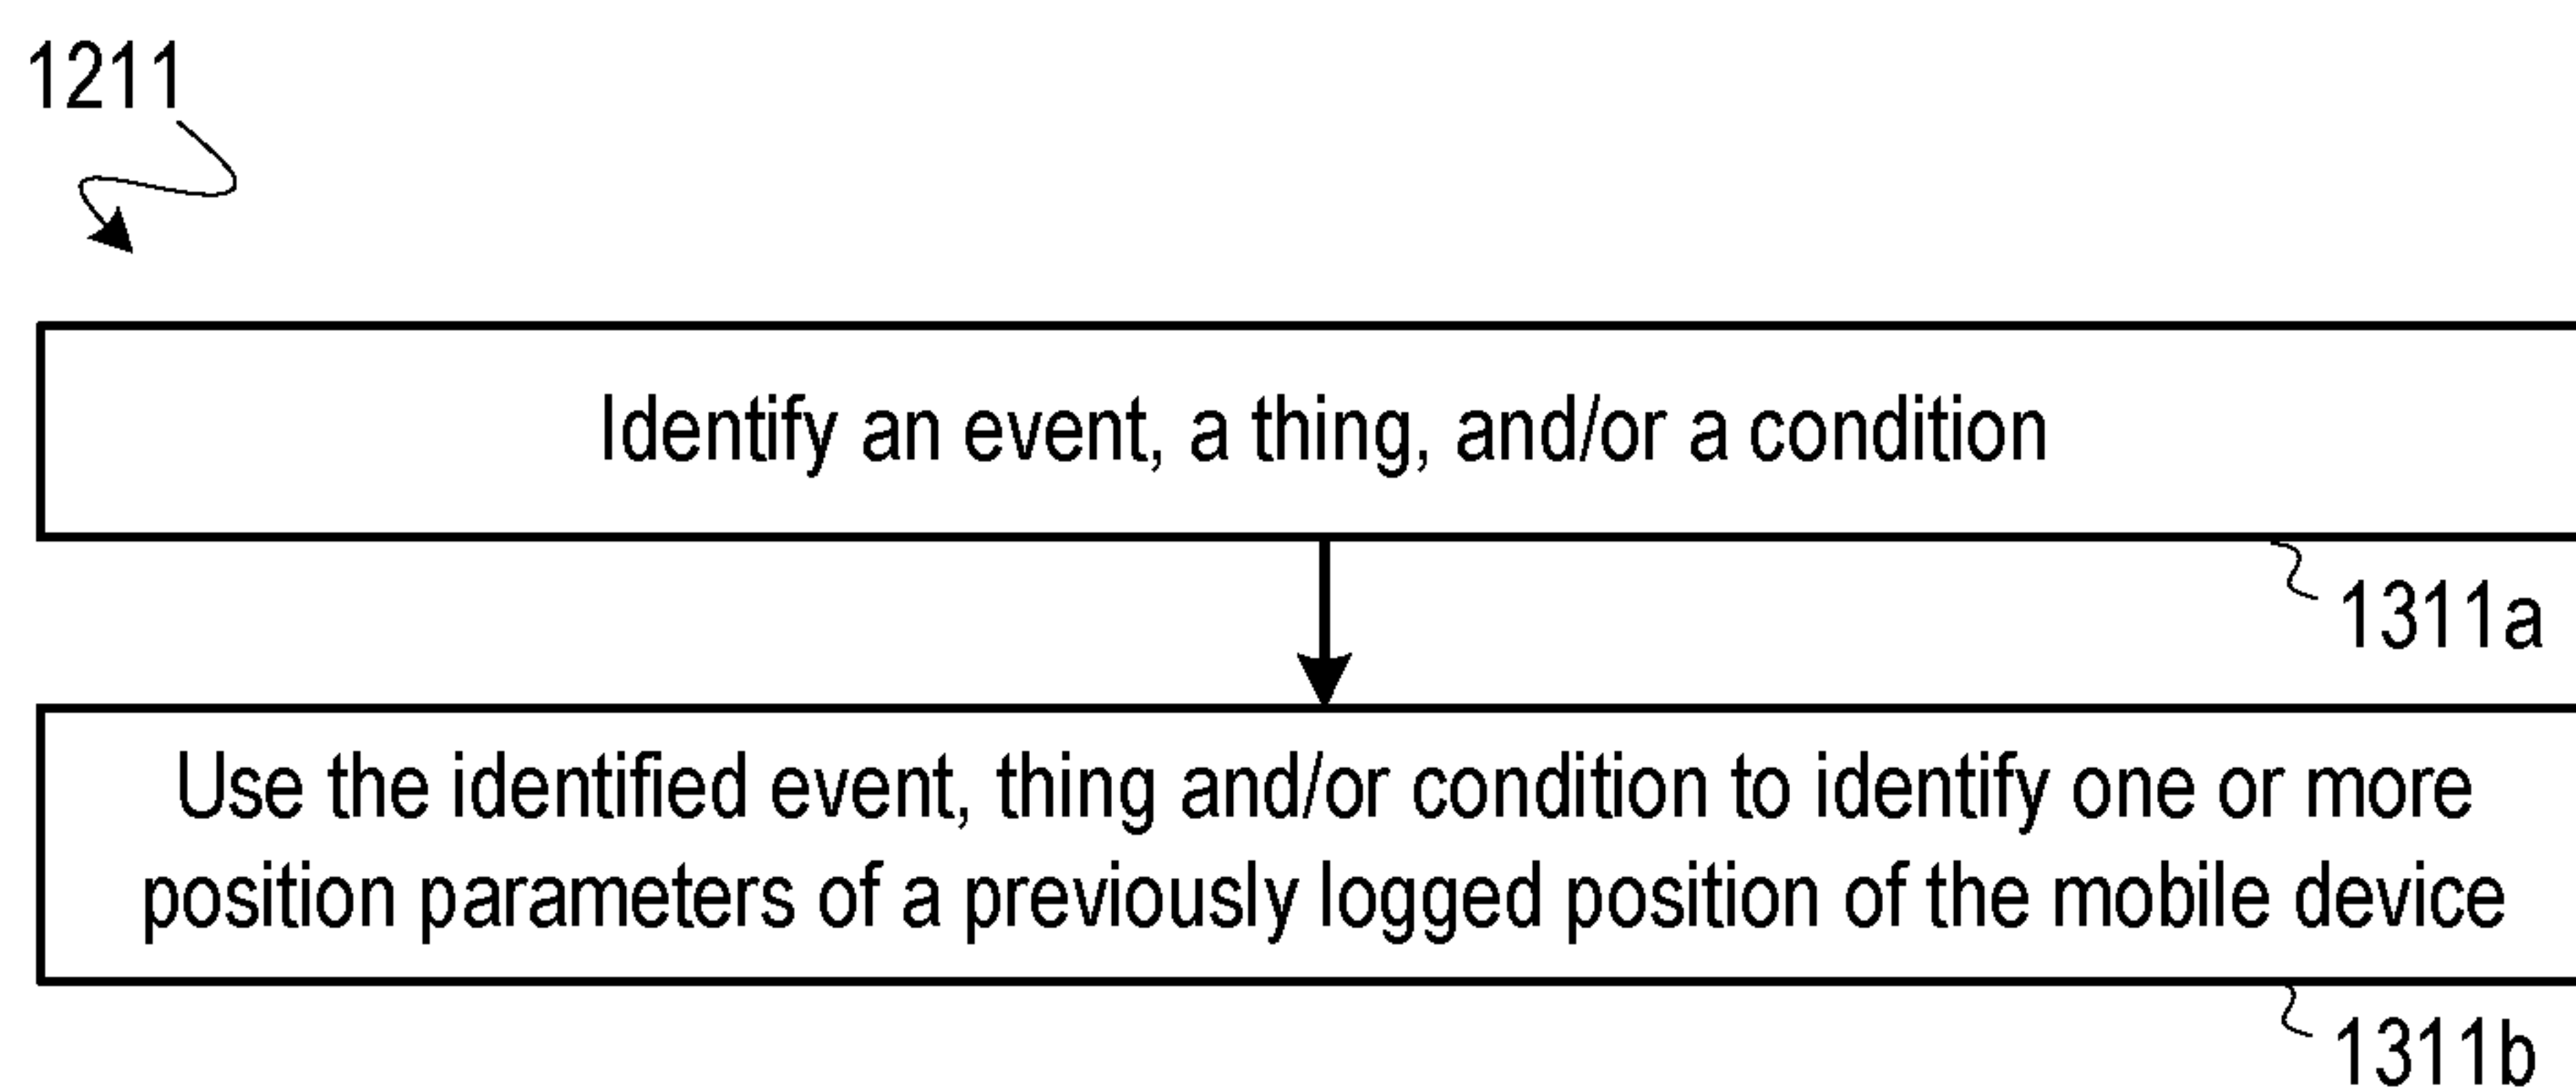 1211
Identify an event, a thing, and/or a condition
1311a
Use the identified event, thing and/or condition to identify one or more
position parameters of a previously logged position of the mobile device
1311b